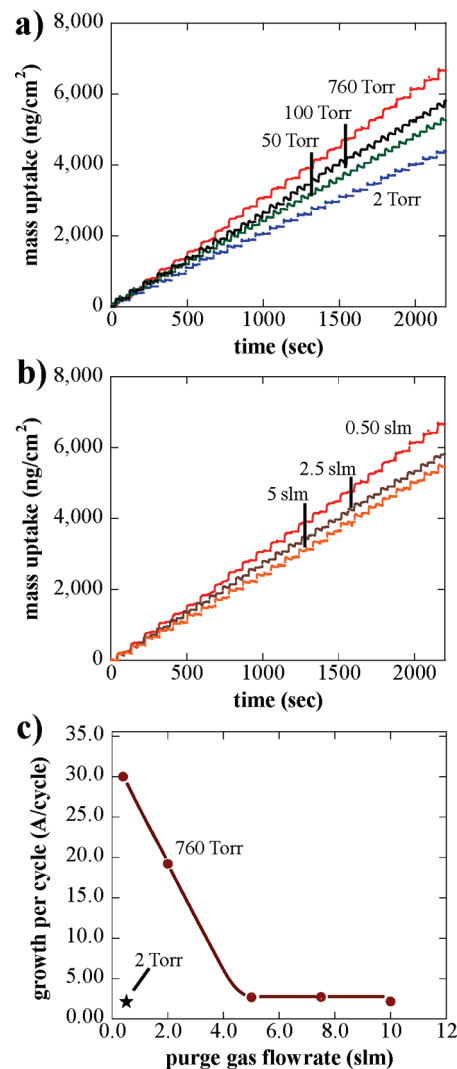 a)
8,000
6,000
4,000
2,000
0
mass uptake (ng/cm²)
760 Torr
100 Torr
50 Torr
2 Torr
0 500 1000 1500 2000
time (sec)
b)
8,000
6,000
4,000
2,000
0
mass uptake (ng/cm²)
0.50 slm
2.5 slm
5 slm
0 500 1000 1500 2000
time (sec)
c)
35.0
30.0
25.0
20.0
15.0
10.0
5.00
0.00
growth per cycle (A/cycle)
760 Torr
2 Torr
0.0 2.0 4.0 6.0 8.0 10 12
purge gas flowrate (slm)